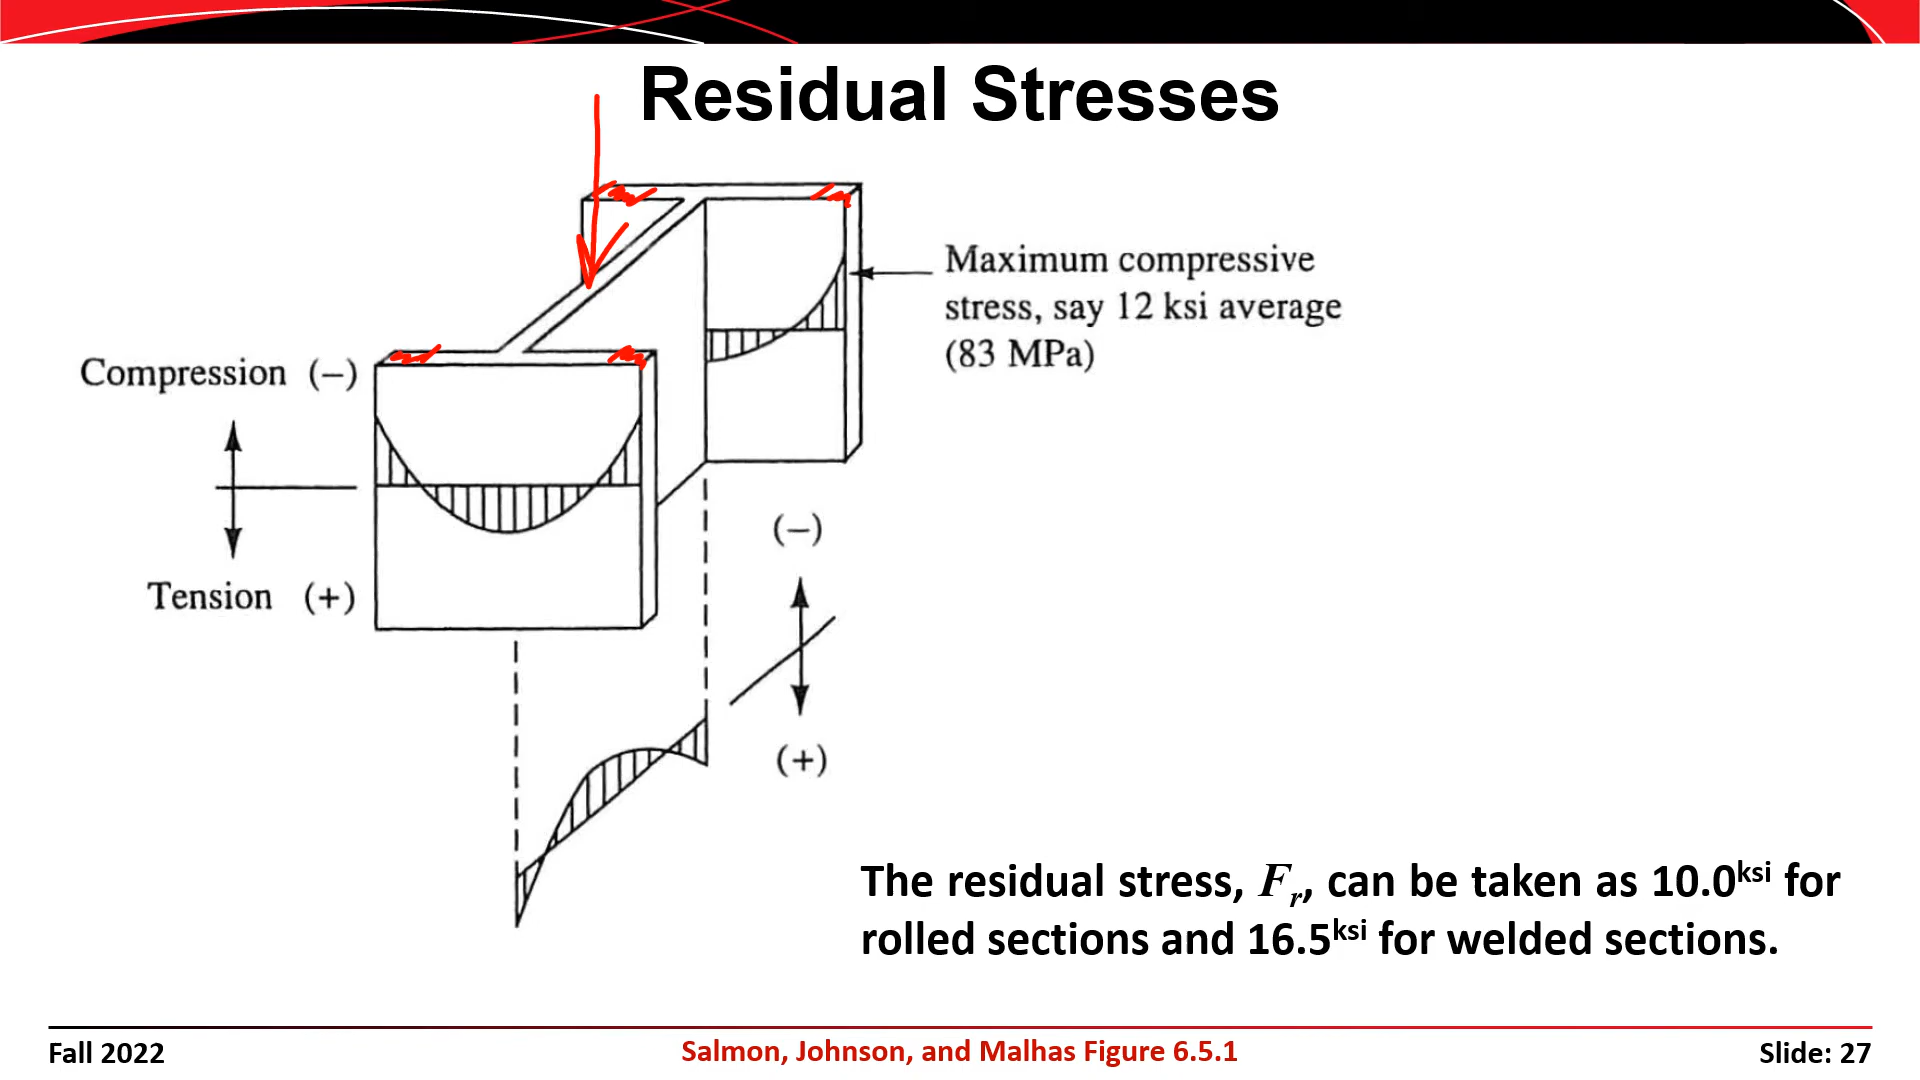 Residual Stresses
Maximum compressive
stress, say 12 ksi average
(83 MPa)
Compression (−)
Tension (+)
(−)
(+)
The residual stress, Fr, can be taken as 10.0ksi for
rolled sections and 16.5ksi for welded sections.
Fall 2022
Salmon, Johnson, and Malhas Figure 6.5.1
Slide: 27